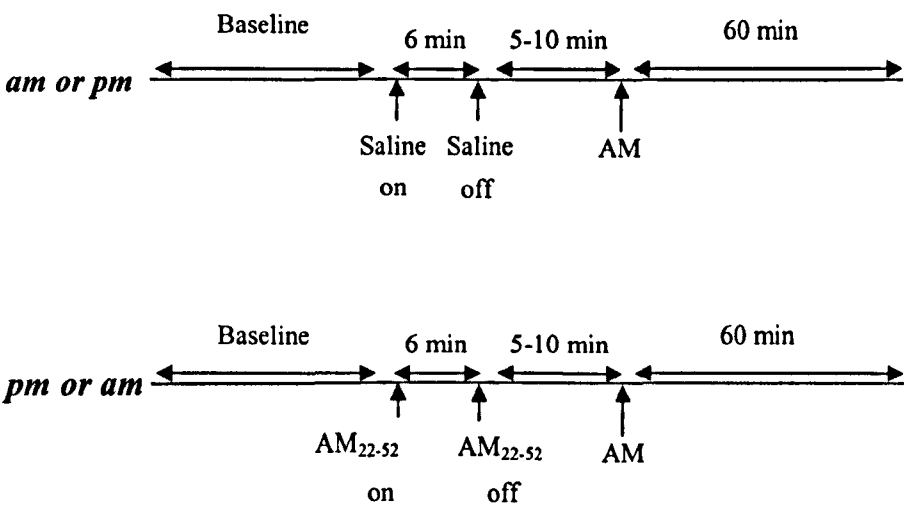 Baseline 6 min 5-10 min 60 min
am or pm
Saline Saline AM
on off
Baseline 6 min 5-10 min 60 min
pm or am
AM₂₂₋₅₂ AM₂₂₋₅₂ AM
on off